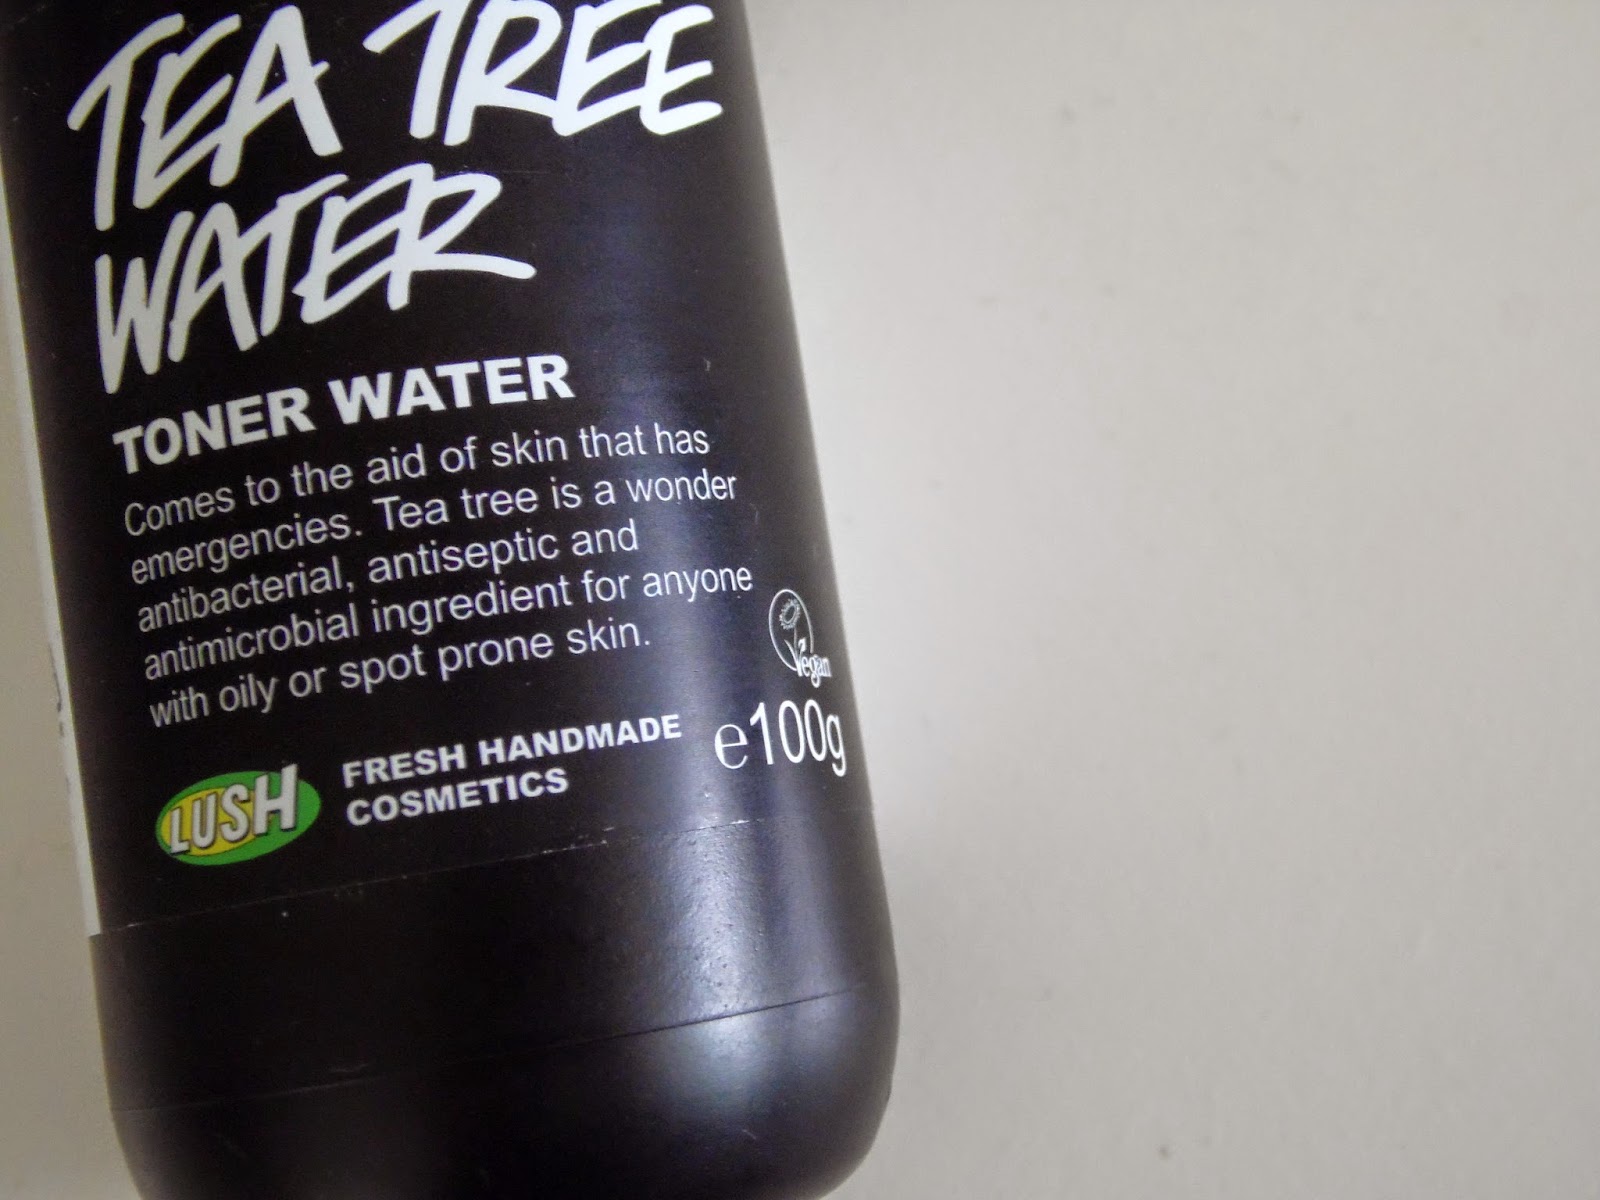 TEA TREE
WATER
TONER WATER
Comes to the aid of skin that has
emergencies. Tea tree is a wonder
antibacterial, antiseptic and
antimicrobial ingredient for anyone
with oily or spot prone skin.
Vegan
℮100g
LUSH
FRESH HANDMADE
COSMETICS